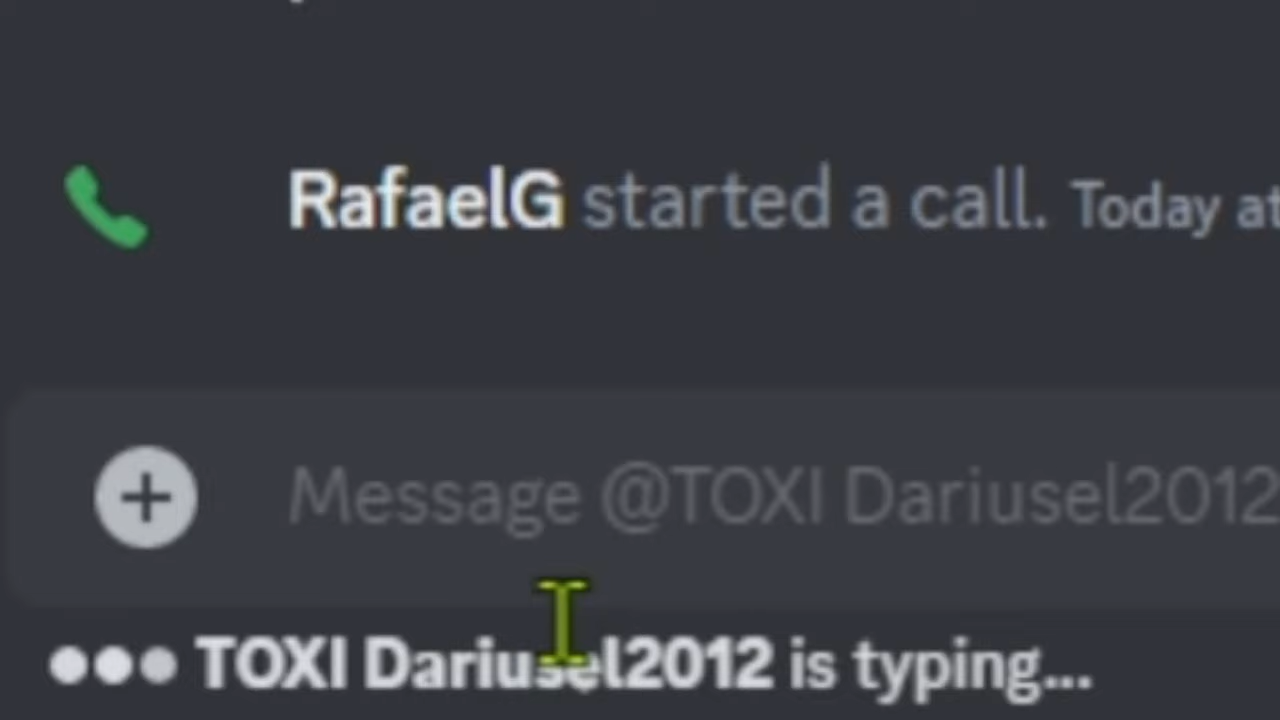 RafaelG started a call. Today at
Message @TOXI Dariusel2012
TOXI Dariusel2012 is typing...